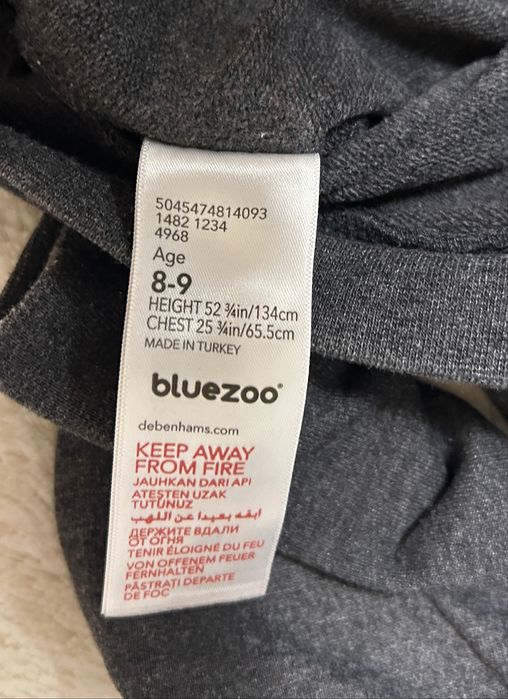 5045474814093
1482 1234
4968
Age
8-9
HEIGHT 52 ¾in/134cm
CHEST 25 ¾in/65.5cm
MADE IN TURKEY
bluezoo®
debenhams.com
KEEP AWAY
FROM FIRE
JAUHKAN DARI API
ATEŞTEN UZAK
TUTUNUZ
ابقه بعيدا عن اللهب
ДЕРЖИТЕ ВДАЛИ
ОТ ОГНЯ
TENIR ÉLOIGNÉ DU FEU
VON OFFENEM FEUER
FERNHALTEN
PĂSTRAȚI DEPARTE
DE FOC